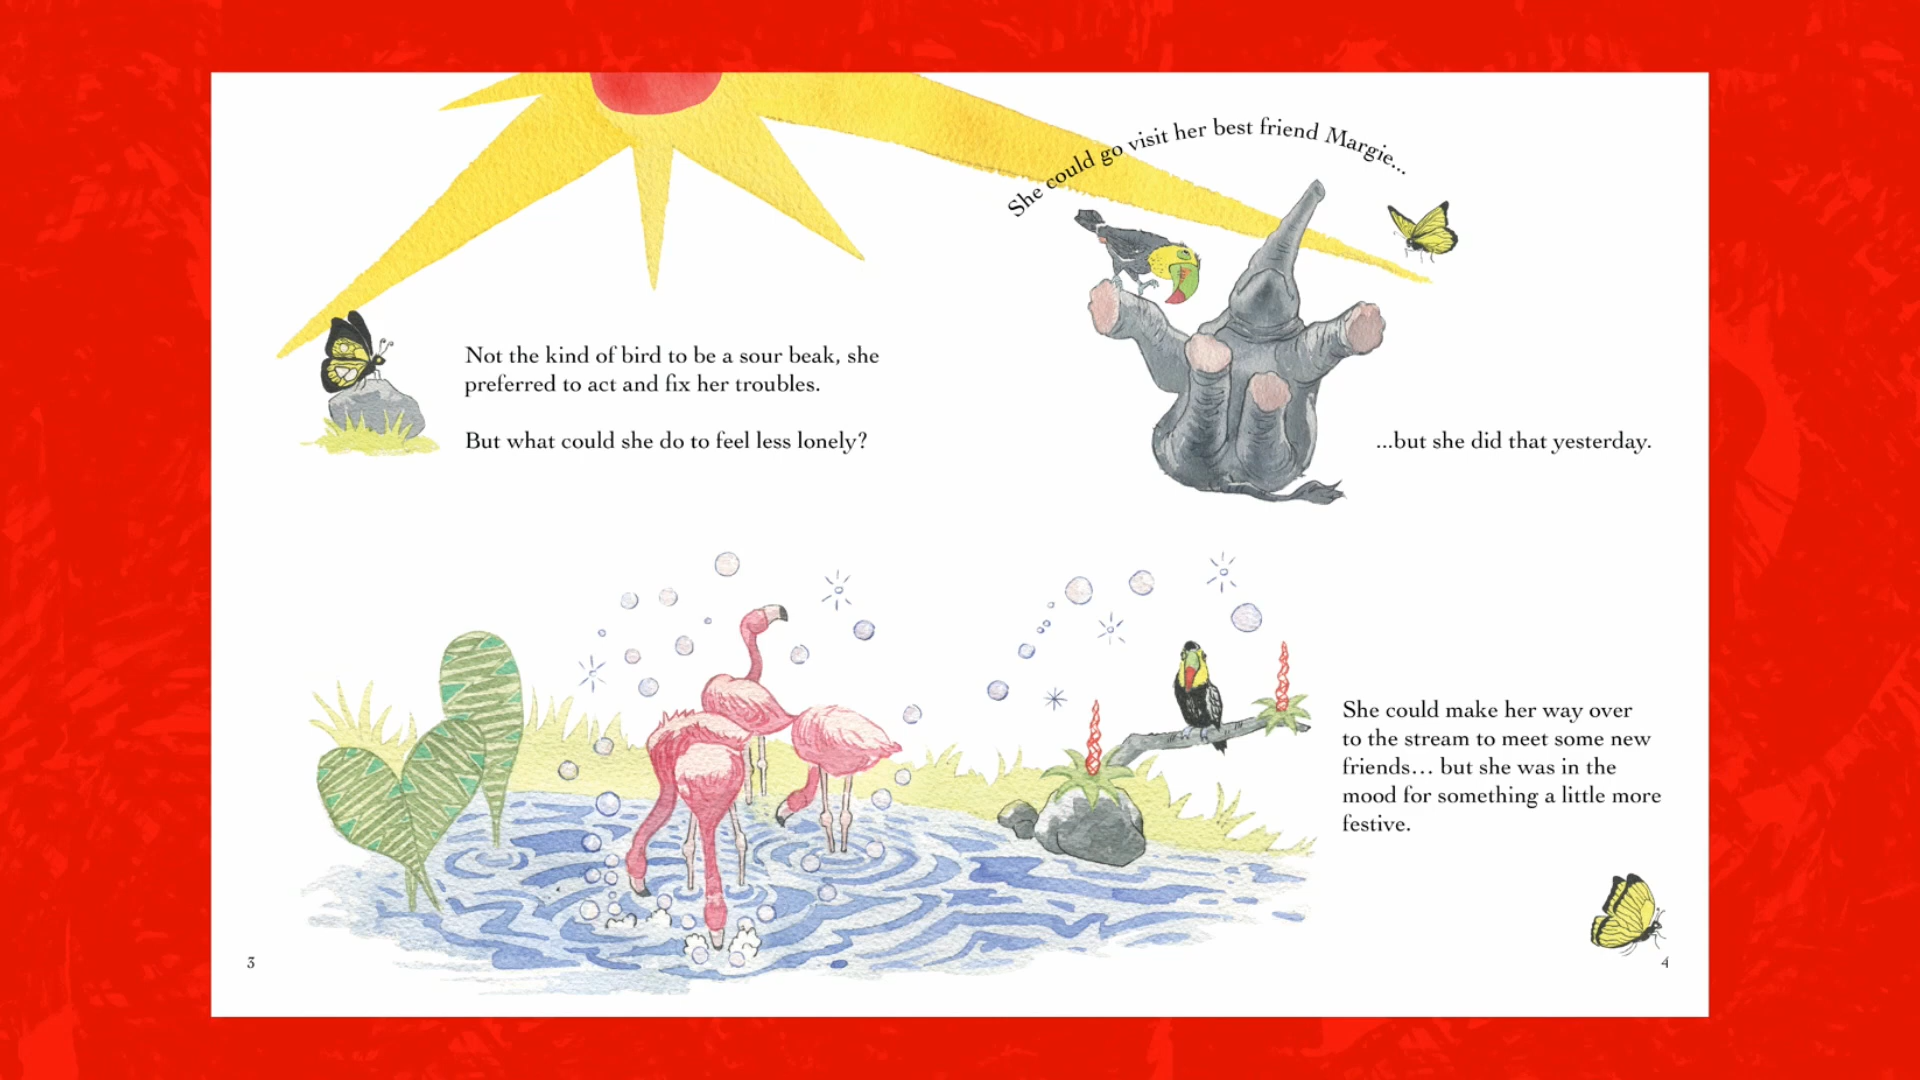 Not the kind of bird to be a sour beak, she
preferred to act and fix her troubles.
But what could she do to feel less lonely?
She could go visit her best friend Margie...
...but she did that yesterday.
She could make her way over
to the stream to meet some new
friends... but she was in the
mood for something a little more
festive.
3
4